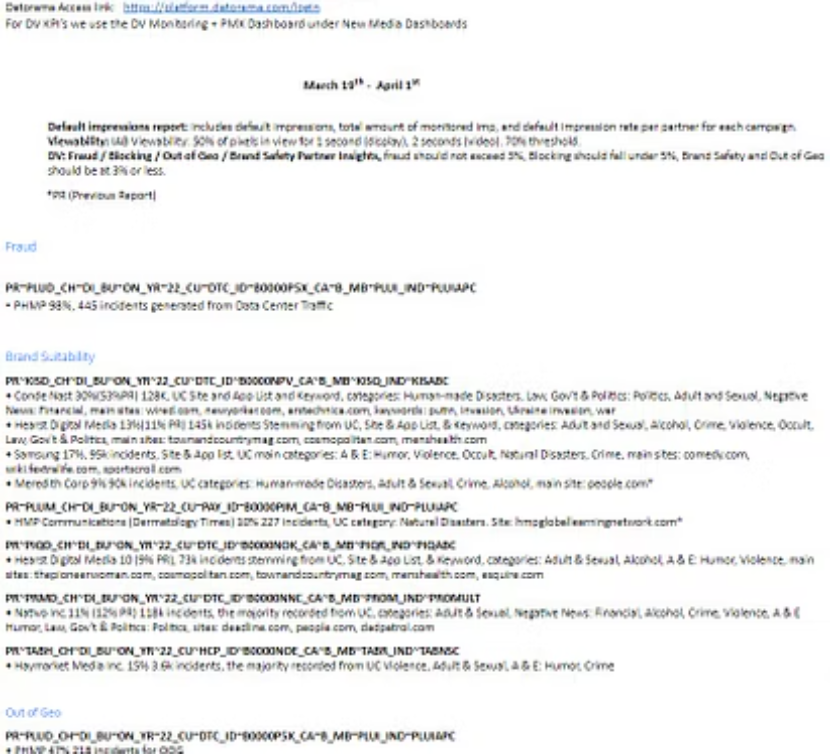 Datorama Access link: https://platform.datorama.com/login
For DV KPI's we use the DV Monitoring + PMX Dashboard under New Media Dashboards
March 19th - April 1st
Default impressions report: includes default impressions, total amount of monitored imp, and default impression rate per partner for each campaign.
Viewability: IAB Viewability: 50% of pixels in view for 1 second (display), 2 seconds (video). 70% threshold.
DV: Fraud / Blocking / Out of Geo / Brand Safety Partner Insights, fraud should not exceed 3%, Blocking should fall under 5%, Brand Safety and Out of Geo
should be at 3% or less.
*PR (Previous Report)
Fraud
PR~PLUD_CH~DI_BU~ON_YR~22_CU~DTC_ID~B0000PSX_CA~B_MB~PLUI_IND~PLUIAPC
• PHMP 98%, 445 incidents generated from Data Center Traffic
Brand Suitability
PR~KISD_CH~DI_BU~ON_YR~22_CU~DTC_ID~B0000NPV_CA~B_MB~KISQ_IND~KISABC
• Conde Nast 30%(53%PR) 128K, UC Site and App List and Keyword, categories: Human-made Disasters, Law, Gov't & Politics: Politics, Adult and Sexual, Negative
News: Financial, main sites: wired.com, newyorker.com, arstechnica.com, keywords: putin, invasion, Ukraine invasion, war
• Hearst Digital Media 13%(11% PR) 145k incidents Stemming from UC, Site & App List, & Keyword, categories: Adult and Sexual, Alcohol, Crime, Violence, Occult,
Law, Gov't & Politics, main sites: townandcountrymag.com, cosmopolitan.com, menshealth.com
• Samsung 17%, 95k incidents, Site & App list, UC main categories: A & E: Humor, Violence, Occult, Natural Disasters, Crime, main sites: comedy.com,
wiki.fextralife.com, sportscroll.com
• Meredith Corp 9% 90k incidents, UC categories: Human-made Disasters, Adult & Sexual, Crime, Alcohol, main site: people.com*
PR~PLUM_CH~DI_BU~ON_YR~22_CU~PAY_ID~B0000PJM_CA~B_MB~PLUI_IND~PLUIAPC
• HMP Communications (Dermatology Times) 10% 227 incidents, UC category: Natural Disasters. Site: hmpgloballearningnetwork.com*
PR~PIQD_CH~DI_BU~ON_YR~22_CU~DTC_ID~B0000NOK_CA~B_MB~PIQR_IND~PIQABC
• Hearst Digital Media 10 (9% PR), 73k incidents stemming from UC, Site & App List, & Keyword, categories: Adult & Sexual, Alcohol, A & E: Humor, Violence, main
sites: thepioneerwoman.com, cosmopolitan.com, townandcountrymag.com, menshealth.com, esquire.com
PR~PRMD_CH~DI_BU~ON_YR~22_CU~DTC_ID~B0000NNC_CA~B_MB~PROM_IND~PROMULT
• Nativo Inc 11% (12% PR) 118k incidents, the majority recorded from UC, categories: Adult & Sexual, Negative News: Financial, Alcohol, Crime, Violence, A & E
Humor, Law, Gov't & Politics: Politics, sites: deadline.com, people.com, dadpatrol.com
PR~TABH_CH~DI_BU~ON_YR~22_CU~HCP_ID~B0000NOE_CA~B_MB~TABR_IND~TABNSC
• Haymarket Media Inc. 15% 3.6k incidents, the majority recorded from UC Violence, Adult & Sexual, A & E: Humor, Crime
Out of Geo
PR~PLUD_CH~DI_BU~ON_YR~22_CU~DTC_ID~B0000PSX_CA~B_MB~PLUI_IND~PLUIAPC
• PHMP 47% 218 incidents for OOG